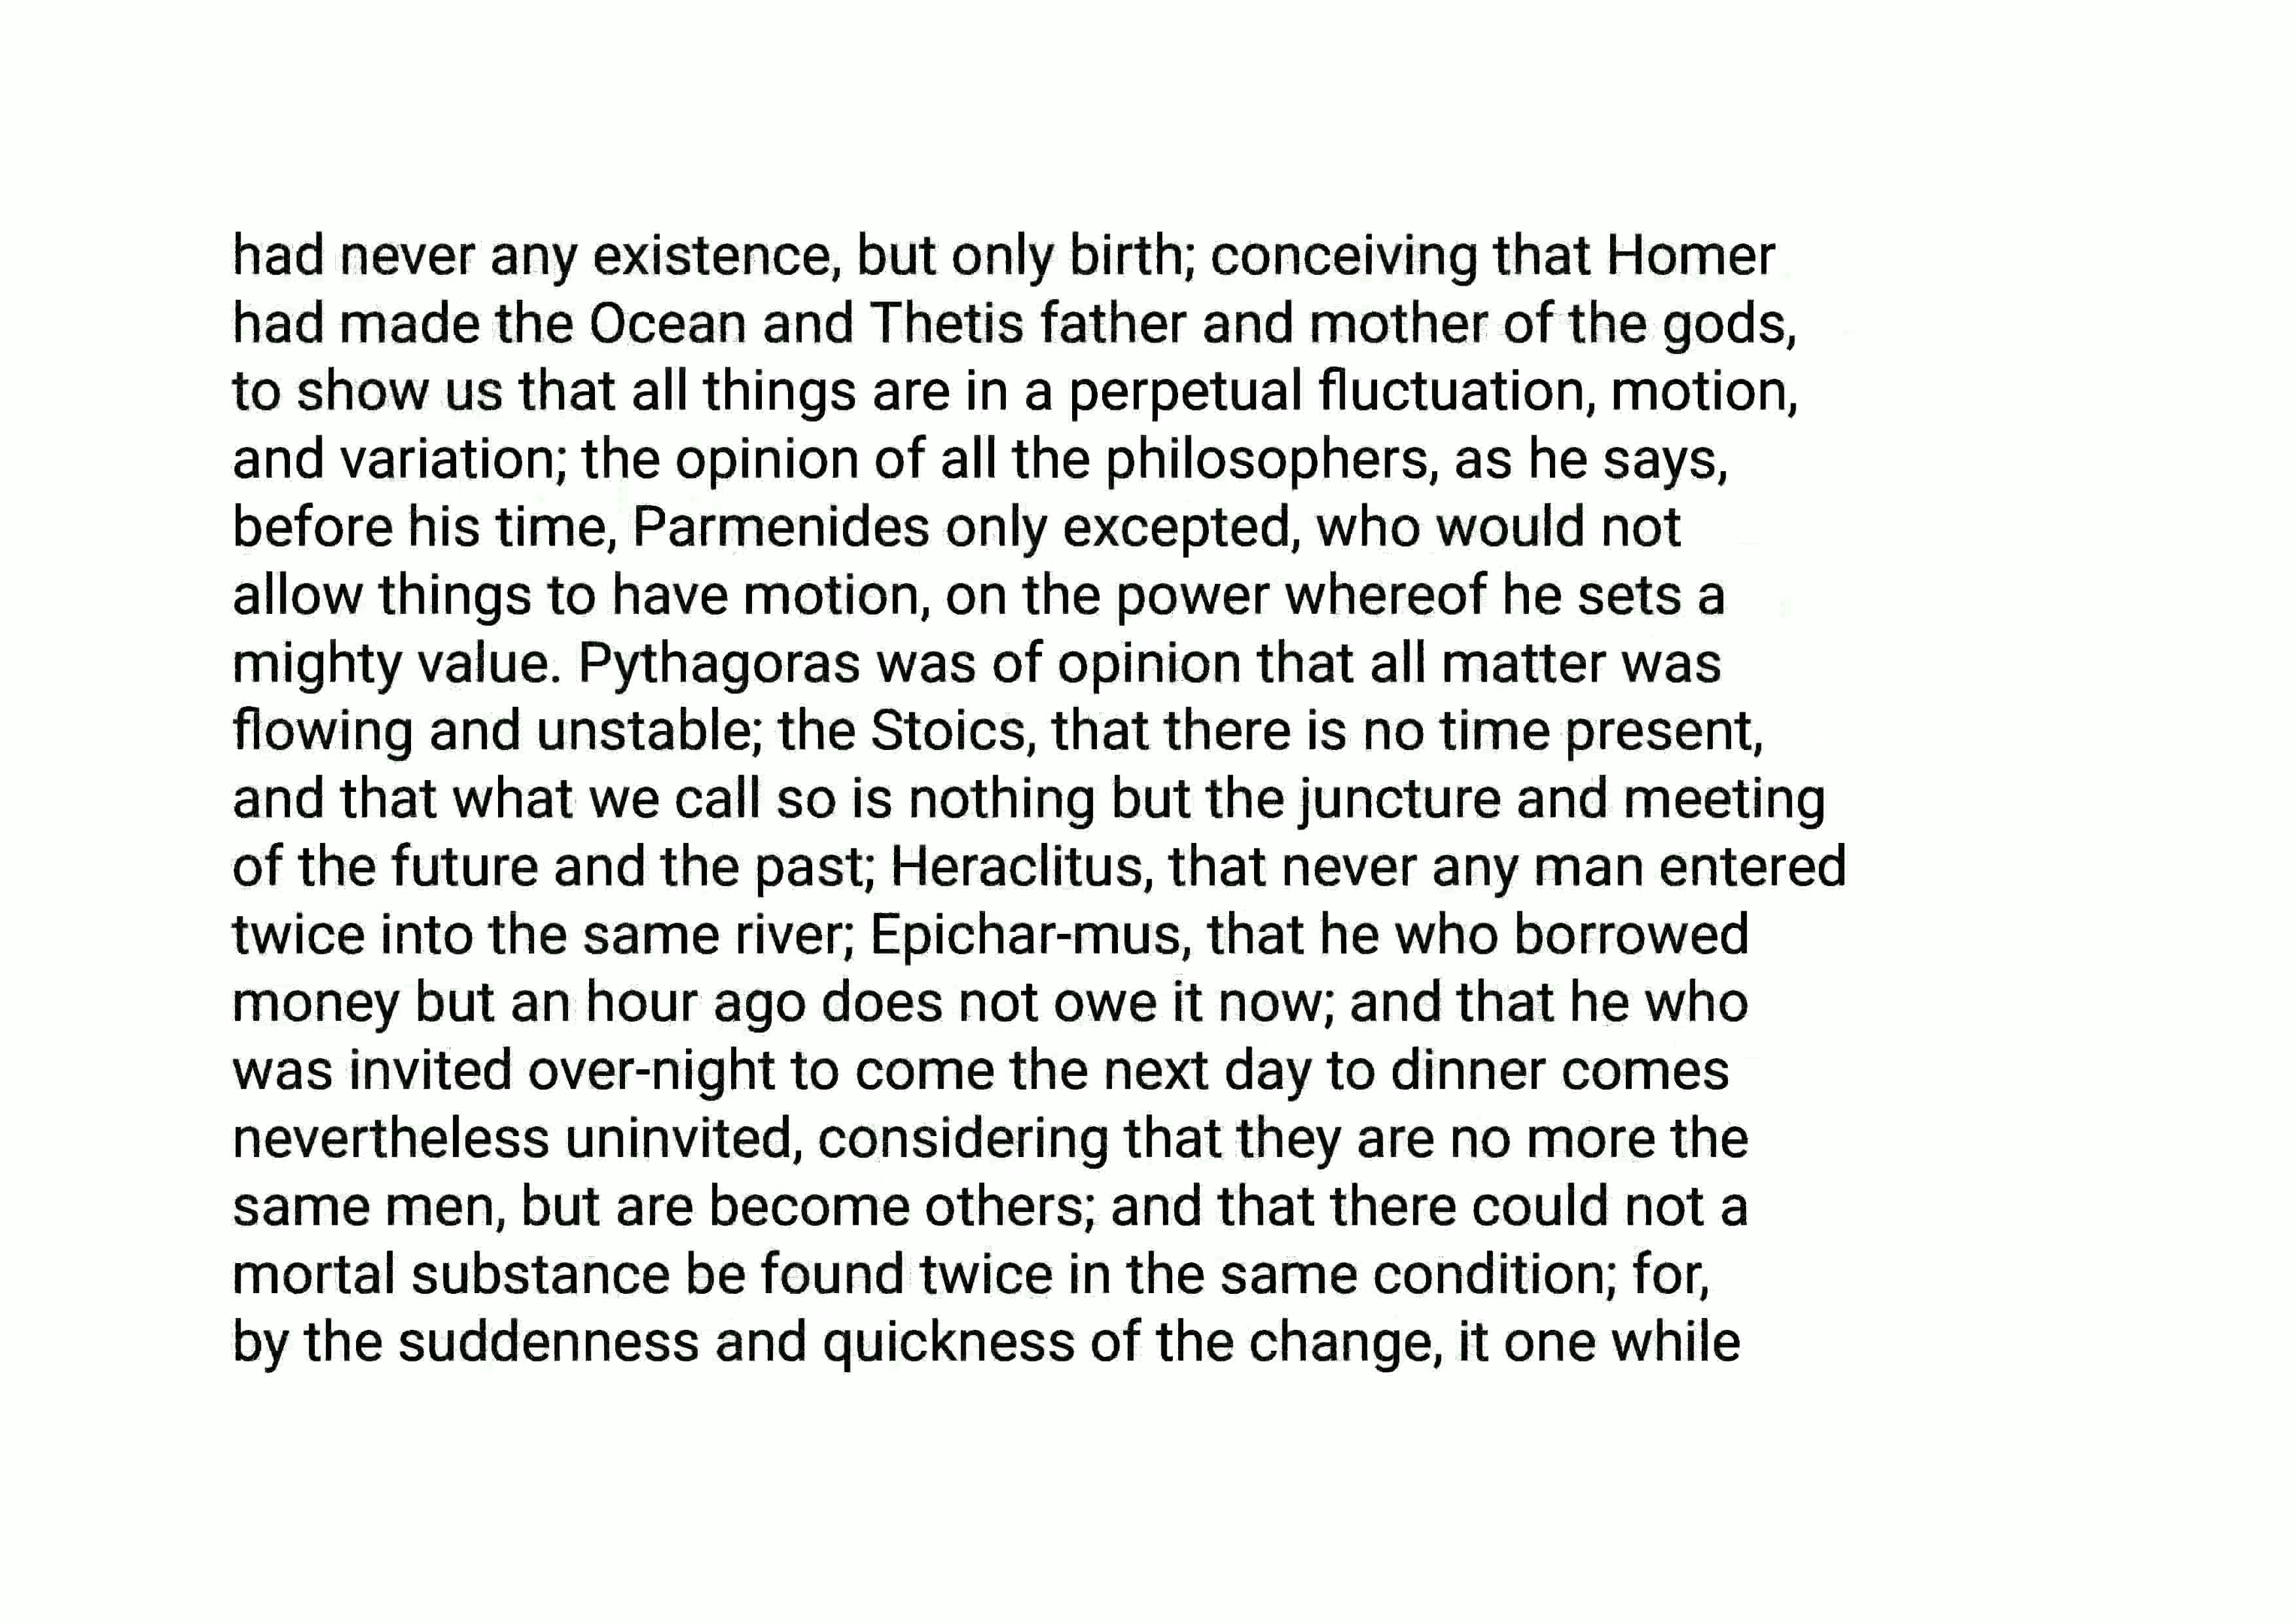 had never any existence, but only birth; conceiving that Homer
had made the Ocean and Thetis father and mother of the gods,
to show us that all things are in a perpetual fluctuation, motion,
and variation; the opinion of all the philosophers, as he says,
before his time, Parmenides only excepted, who would not
allow things to have motion, on the power whereof he sets a
mighty value. Pythagoras was of opinion that all matter was
flowing and unstable; the Stoics, that there is no time present,
and that what we call so is nothing but the juncture and meeting
of the future and the past; Heraclitus, that never any man entered
twice into the same river; Epichar-mus, that he who borrowed
money but an hour ago does not owe it now; and that he who
was invited over-night to come the next day to dinner comes
nevertheless uninvited, considering that they are no more the
same men, but are become others; and that there could not a
mortal substance be found twice in the same condition; for,
by the suddenness and quickness of the change, it one while